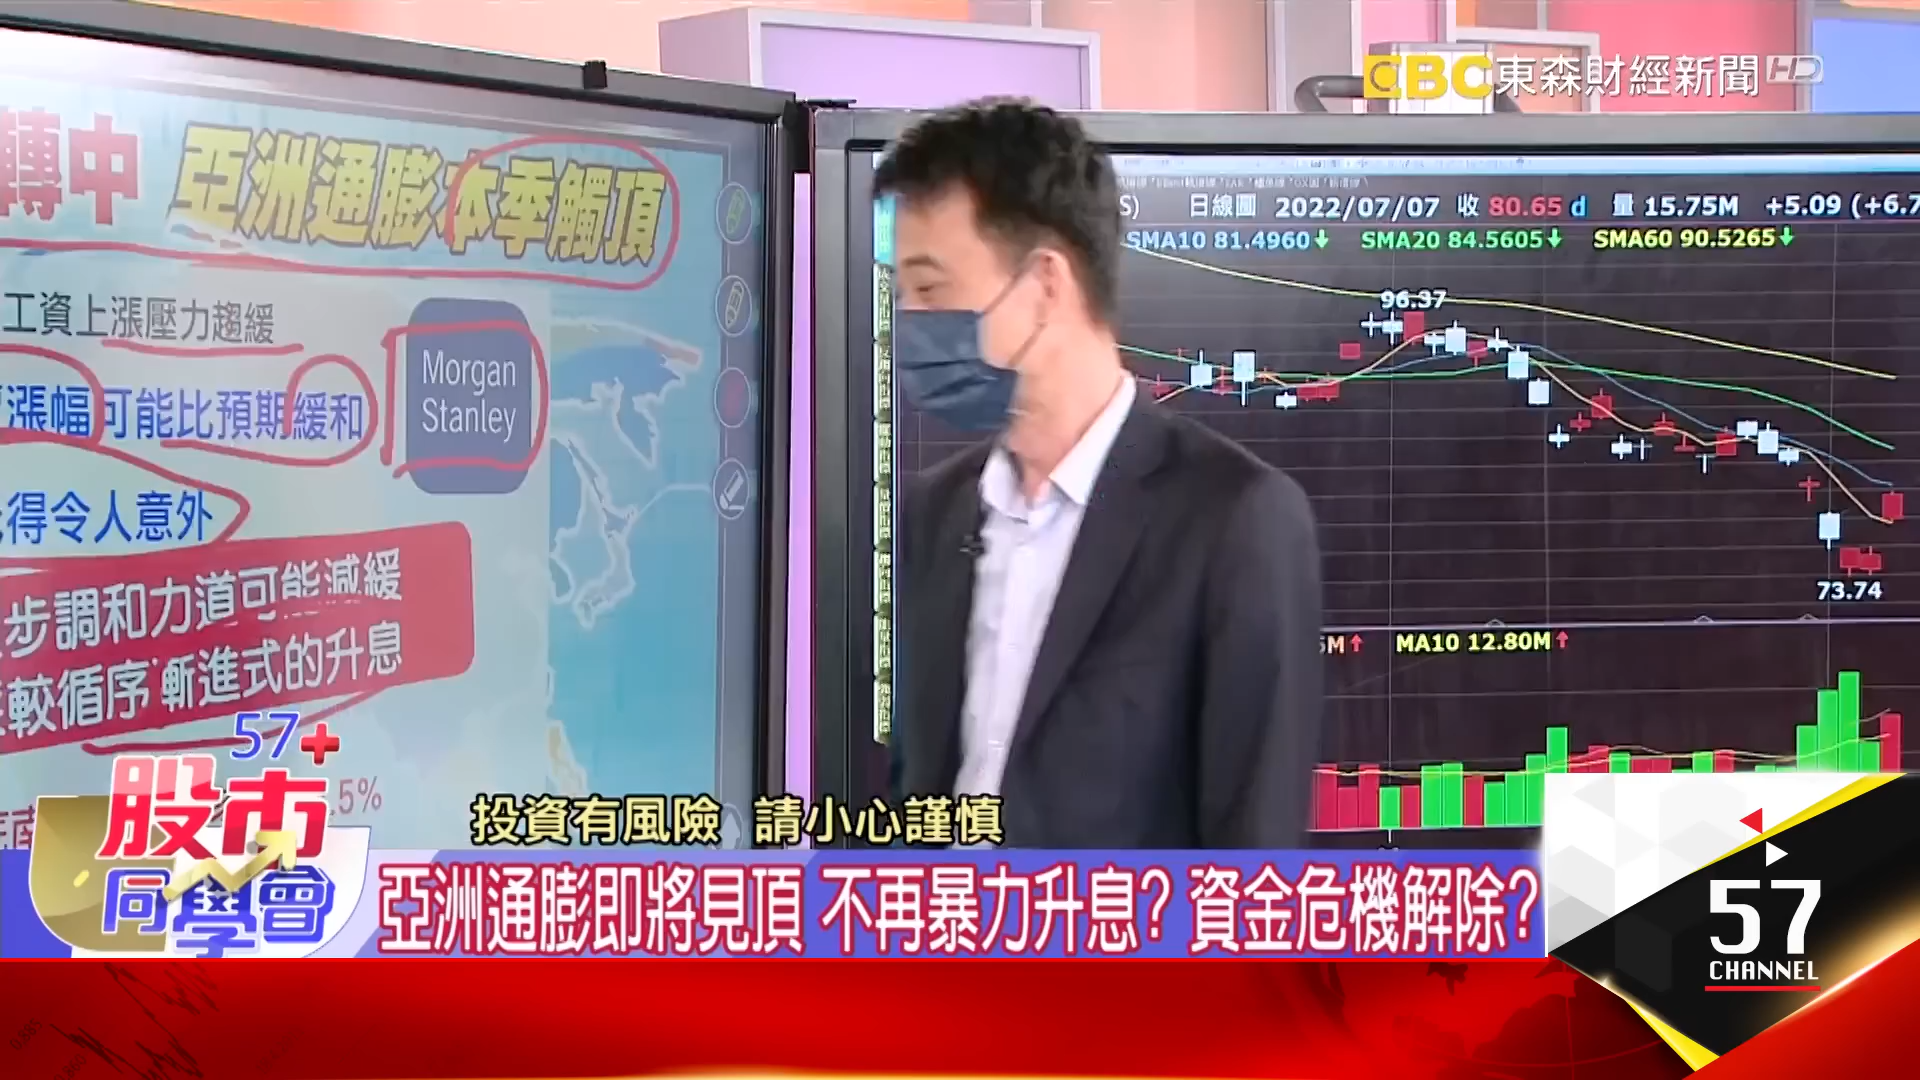 EBC東森財經新聞HD
轉中 亞洲通膨本季觸頂
工資上漲壓力趨緩
漲幅可能比預期緩和
Morgan
Stanley
得令人意外
步調和力道可能減緩
較循序漸進式的升息
.5%
S) 日線圖 2022/07/07 收 80.65 d 量 15.75M +5.09 (+6.7
SMA10 81.4960↓ SMA20 84.5605↓ SMA60 90.5265↓
96.37
73.74
M↑ MA10 12.80M↑
57+
股市
同學會
投資有風險 請小心謹慎
亞洲通膨即將見頂 不再暴力升息? 資金危機解除?
57
CHANNEL